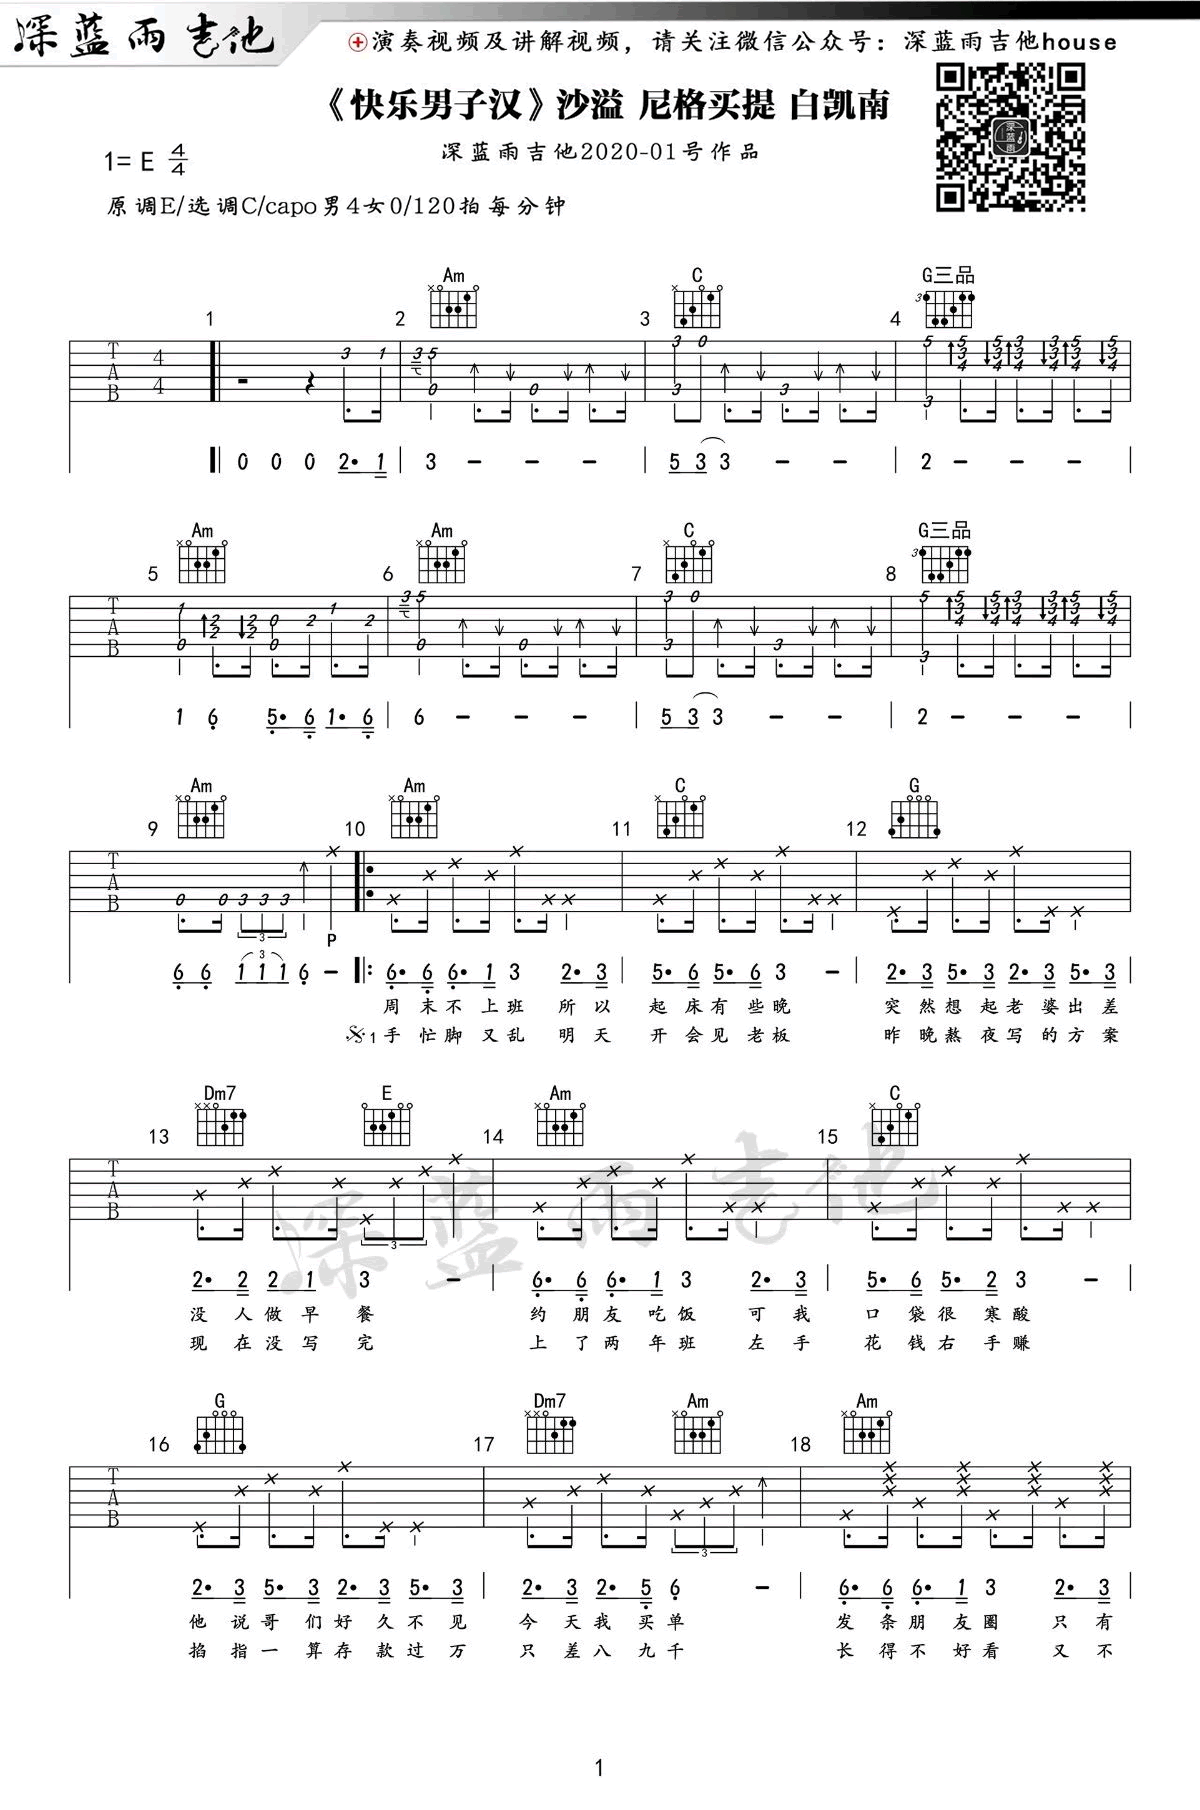 深蓝雨吉他
演奏视频及讲解视频，请关注微信公众号：深蓝雨吉他house
《快乐男子汉》沙溢 尼格买提 白凯南
深蓝雨吉他2020-01号作品
1= E 4/4
原调E/选调C/capo男4女0/120拍每分钟
Am C G三品
1 2 3 4
T A B 4 4
0 0 0 2· 1 | 3 - - - | 5 3 3 - - | 2 - - - |
Am Am C G三品
5 6 7 8
T A B
1 6 5· 6 1· 6 | 6 - - - | 5 3 3 - - | 2 - - - |
Am Am C G
9 10 11 12
T A B
P
6 6 1 1 1 6 - |: 6· 6 6· 1 3 2· 3 | 5· 6 5· 2 3 - | 2· 3 5· 3 2· 3 5· 3 |
周末不上班 所以 起床有些晚 突然想起老婆出差
1 手忙脚又乱 明天 开会见老板 昨晚熬夜写的方案
Dm7 E Am C
13 14 15
T A B
2· 2 2 1 3 - | 6· 6 6· 1 3 2· 3 | 5· 6 5· 2 3 - |
没人做早餐 约朋友吃饭 可我 口袋很寒酸
现在没写完 上了两年班 左手 花钱右手赚
深蓝雨吉他
G Dm7 Am Am
16 17 18
T A B
2· 3 5· 3 2· 3 5· 3 | 2· 3 2· 5 6 - | 6· 6 6· 1 3 2· 2 |
他说哥们好久不见 今天我买单 发条朋友圈 只有
掐指一算存款过万 只差八九千 长得不好看 又不
1